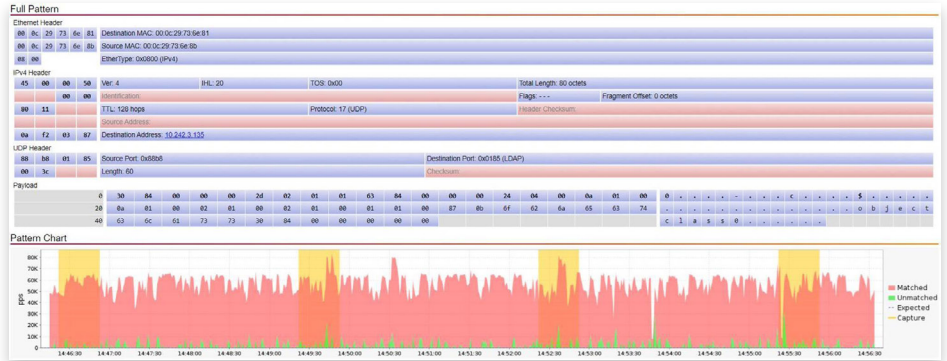 Full Pattern
Ethernet Header
00 0c 29 73 6e 81 Destination MAC: 00:0c:29:73:6e:81
00 0c 29 73 6e 8b Source MAC: 00:0c:29:73:6e:8b
08 00 EtherType: 0x0800 (IPv4)
IPv4 Header
45 00 00 50 Ver: 4 IHL: 20 TOS: 0x00 Total Length: 80 octets
00 00 Identification: Flags: - - - Fragment Offset: 0 octets
80 11 TTL: 128 hops Protocol: 17 (UDP) Header Checksum:
Source Address:
0a f2 03 87 Destination Address: 10.242.3.135
UDP Header
88 b8 01 85 Source Port: 0x88b8 Destination Port: 0x0185 (LDAP)
00 3c Length: 60 Checksum:
Payload
0 30 84 00 00 00 2d 02 01 01 63 84 00 00 00 24 04 00 0a 01 00 0 . . . . - . . . c . . . . $ . . . . .
20 0a 01 00 02 01 00 02 01 01 01 01 00 87 0b 6f 62 6a 65 63 74 . . . . . . . . . . . . . . o b j e c t
40 63 6c 61 73 73 30 84 00 00 00 00 00 c l a s s 0 . . . . . .
Pattern Chart
80K
70K
60K
50K
40K
30K
20K
10K
0
pps
14:46:30 14:47:00 14:47:30 14:48:00 14:48:30 14:49:00 14:49:30 14:50:00 14:50:30 14:51:00 14:51:30 14:52:00 14:52:30 14:53:00 14:53:30 14:54:00 14:54:30 14:55:00 14:55:30 14:56:00 14:56:30
Matched
Unmatched
Expected
Capture